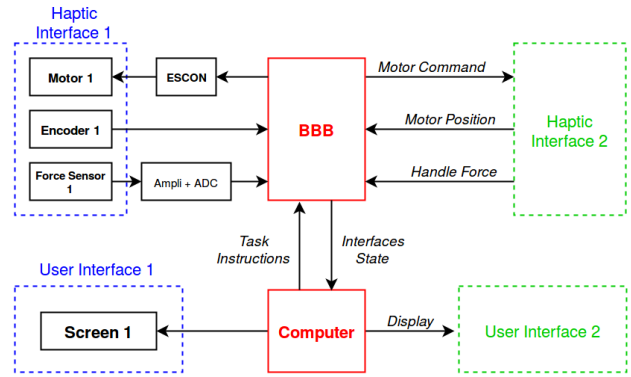 Haptic
Interface 1
Motor 1
ESCON
Encoder 1
Force Sensor
1
Ampli + ADC
BBB
Motor Command
Motor Position
Handle Force
Haptic
Interface 2
Task
Instructions
Interfaces
State
User Interface 1
Screen 1
Computer
Display
User Interface 2